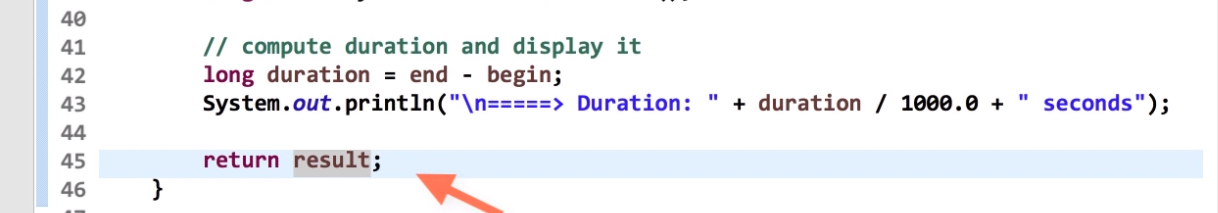 40
41 // compute duration and display it
42 long duration = end - begin;
43 System.out.println("\n=====> Duration: " + duration / 1000.0 + " seconds");
44
45 return result;
46 }